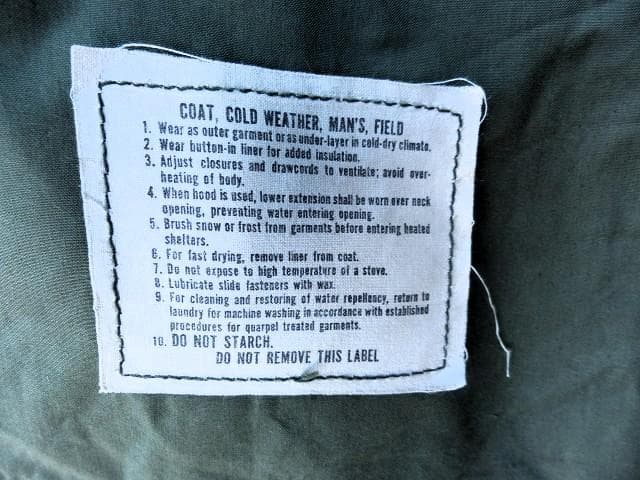 COAT, COLD WEATHER, MAN'S, FIELD
1. Wear as outer garment or as under-layer in cold-dry climate.
2. Wear button-in liner for added insulation.
3. Adjust closures and drawcords to ventilate; avoid over-
heating of body.
4. When hood is used, lower extension shall be worn over neck
opening, preventing water entering opening.
5. Brush snow or frost from garments before entering heated
shelters.
6. For fast drying, remove liner from coat.
7. Do not expose to high temperature of a stove.
8. Lubricate slide fasteners with wax.
9. For cleaning and restoring of water repellency, return to
laundry for machine washing in accordance with established
procedures for quarpel treated garments.
10. DO NOT STARCH.
DO NOT REMOVE THIS LABEL